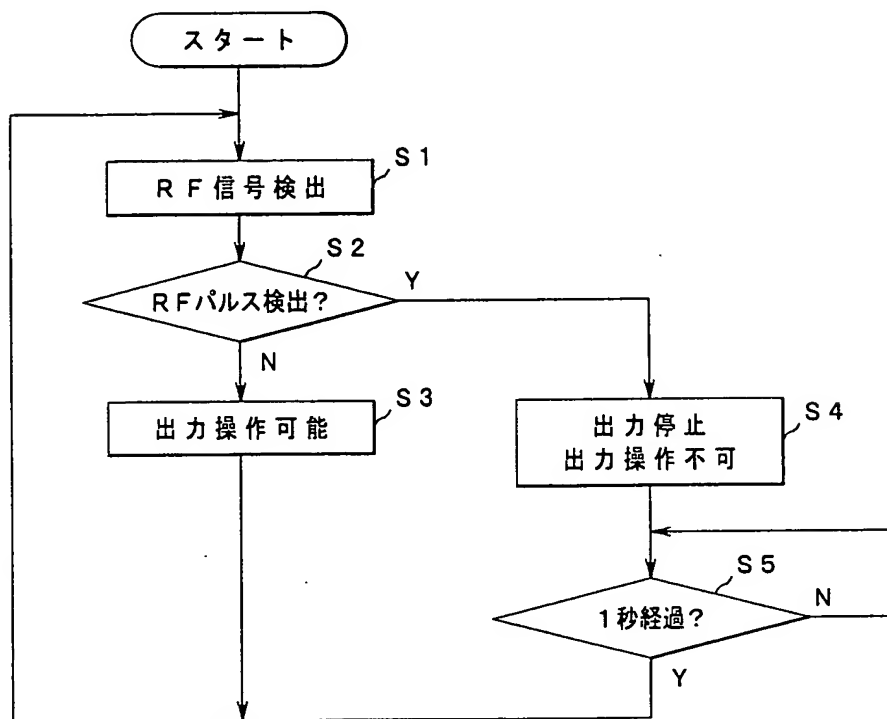 スタート
S1
RF信号検出
S2
RFパルス検出?
Y
N
S3
出力操作可能
S4
出力停止
出力操作不可
S5
1秒経過?
N
Y